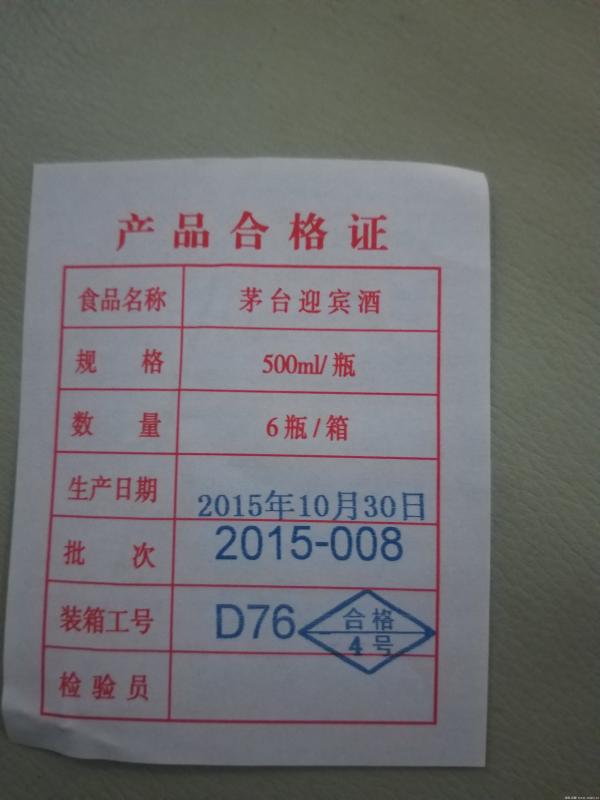 产品合格证
食品名称 茅台迎宾酒
规 格 500ml/瓶
数 量 6瓶/箱
生产日期 2015年10月30日
批 次 2015-008
装箱工号 D76
合格
4号
检验员